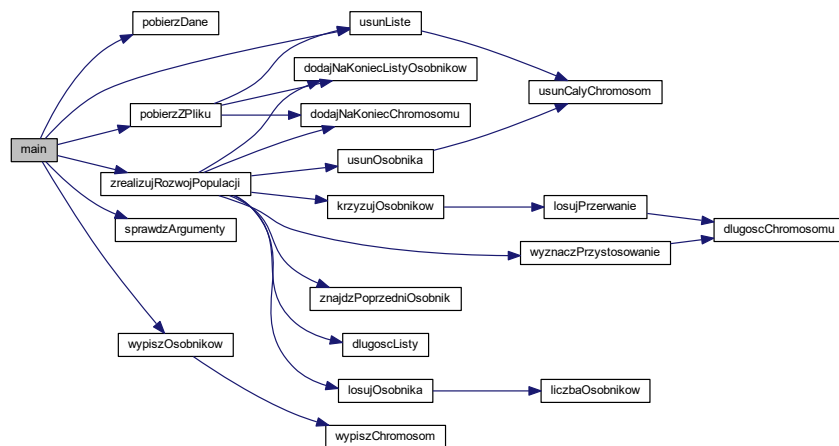 pobierzDane
usunListe
dodajNaKoniecListyOsobnikow
usunCalyChromosom
pobierzZPliku
dodajNaKoniecChromosomu
main
usunOsobnika
zrealizujRozwojPopulacji
krzyzujOsobnikow
losujPrzerwanie
sprawdzArgumenty
dlugoscChromosomu
wyznaczPrzystosowanie
znajdzPoprzedniOsobnik
wypiszOsobnikow
dlugoscListy
losujOsobnika
liczbaOsobnikow
wypiszChromosom